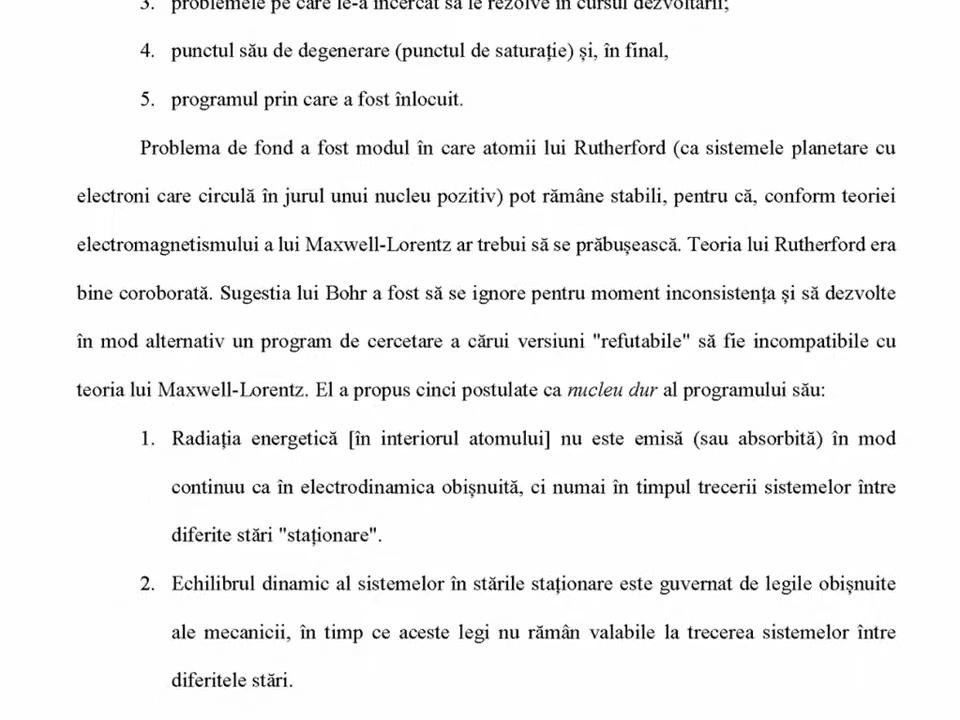 3. problemele pe care le-a încercat să le rezolve în cursul dezvoltării;
4. punctul său de degenerare (punctul de saturație) și, în final,
5. programul prin care a fost înlocuit.
Problema de fond a fost modul în care atomii lui Rutherford (ca sistemele planetare cu
electroni care circulă în jurul unui nucleu pozitiv) pot rămâne stabili, pentru că, conform teoriei
electromagnetismului a lui Maxwell-Lorentz ar trebui să se prăbușească. Teoria lui Rutherford era
bine coroborată. Sugestia lui Bohr a fost să se ignore pentru moment inconsistența și să dezvolte
în mod alternativ un program de cercetare a cărui versiuni "refutabile" să fie incompatibile cu
teoria lui Maxwell-Lorentz. El a propus cinci postulate ca nucleu dur al programului său:
1. Radiația energetică [în interiorul atomului] nu este emisă (sau absorbită) în mod
continuu ca în electrodinamica obișnuită, ci numai în timpul trecerii sistemelor între
diferite stări "staționare".
2. Echilibrul dinamic al sistemelor în stările staționare este guvernat de legile obișnuite
ale mecanicii, în timp ce aceste legi nu rămân valabile la trecerea sistemelor între
diferitele stări.